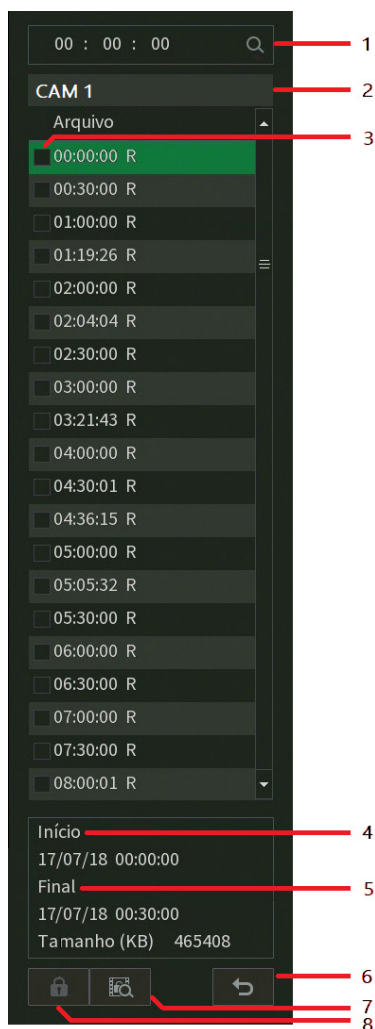 00 : 00 : 00
1
CAM 1
2
Arquivo
3
00:00:00 R
00:30:00 R
01:00:00 R
01:19:26 R
02:00:00 R
02:04:04 R
02:30:00 R
03:00:00 R
03:21:43 R
04:00:00 R
04:30:01 R
04:36:15 R
05:00:00 R
05:05:32 R
05:30:00 R
06:00:00 R
06:30:00 R
07:00:00 R
07:30:00 R
08:00:01 R
Início
4
17/07/18 00:00:00
Final
5
17/07/18 00:30:00
Tamanho (KB) 465408
6
7
8